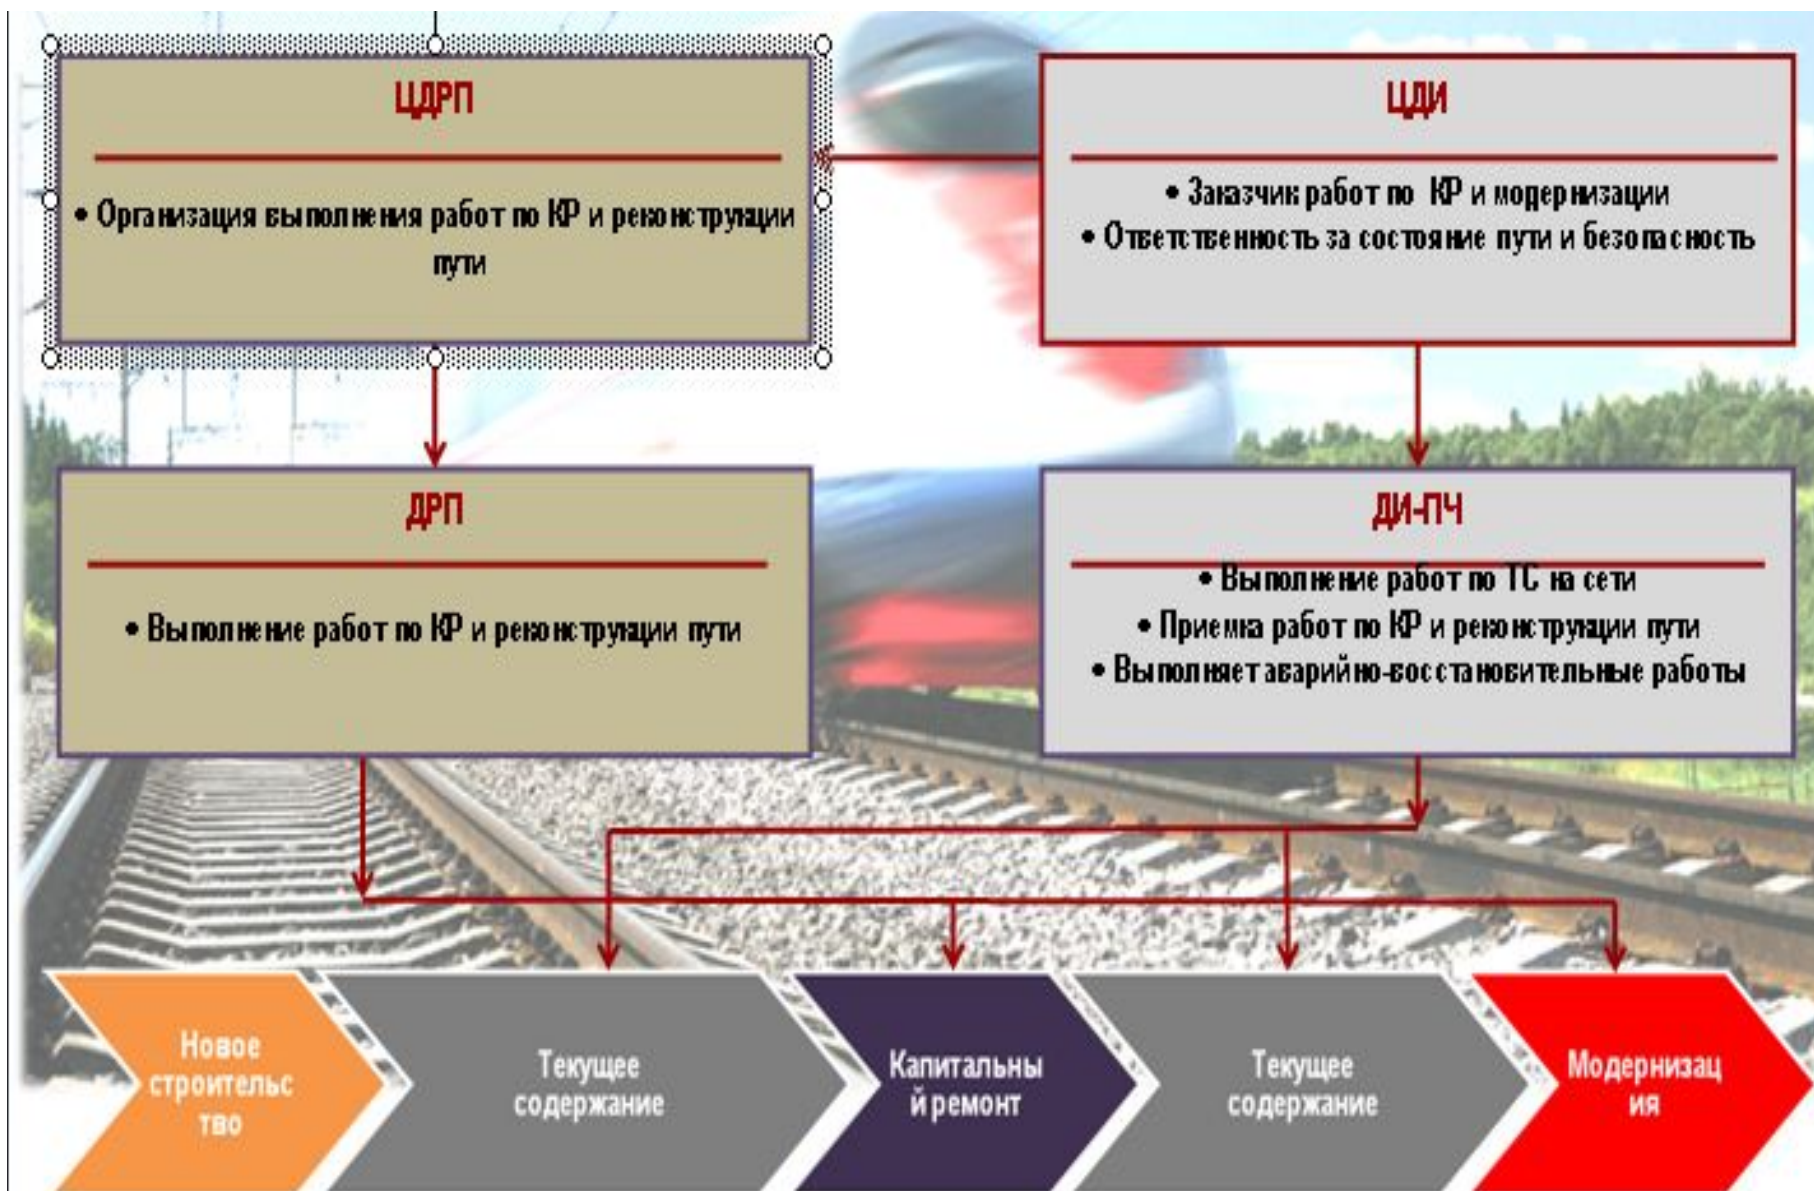 ЦДРП
• Организация выполнения работ по КР и реконструкции
пути
ЦДИ
• Заказчик работ по КР и модернизации
• Ответственность за состояние пути и безопасность
ДРП
• Выполнение работ по КР и реконструкции пути
ДИ-ПЧ
• Выполнение работ по ТС на сети
• Приемка работ по КР и реконструкции пути
• Выполняет аварийно-восстановительные работы
Новое
строительс
тво
Текущее
содержание
Капитальны
й ремонт
Текущее
содержание
Модернизац
ия